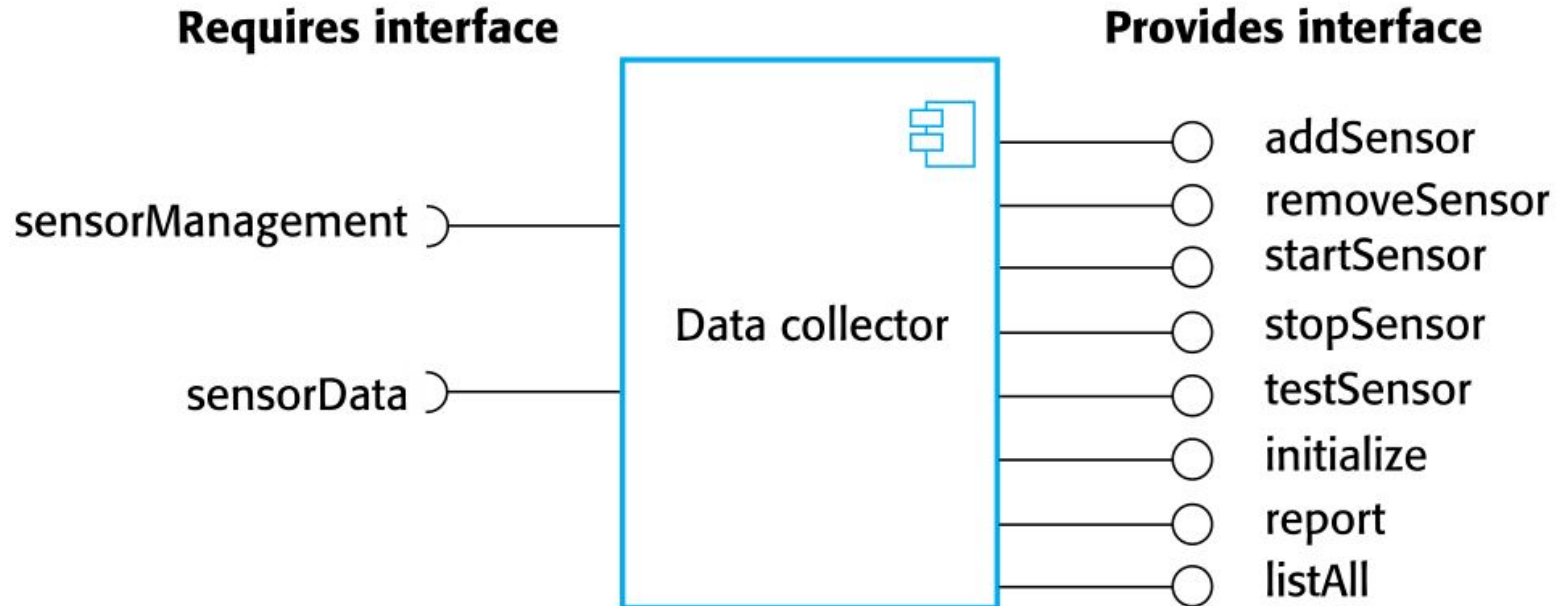 Requires interface
Provides interface
sensorManagement
sensorData
Data collector
addSensor
removeSensor
startSensor
stopSensor
testSensor
initialize
report
listAll